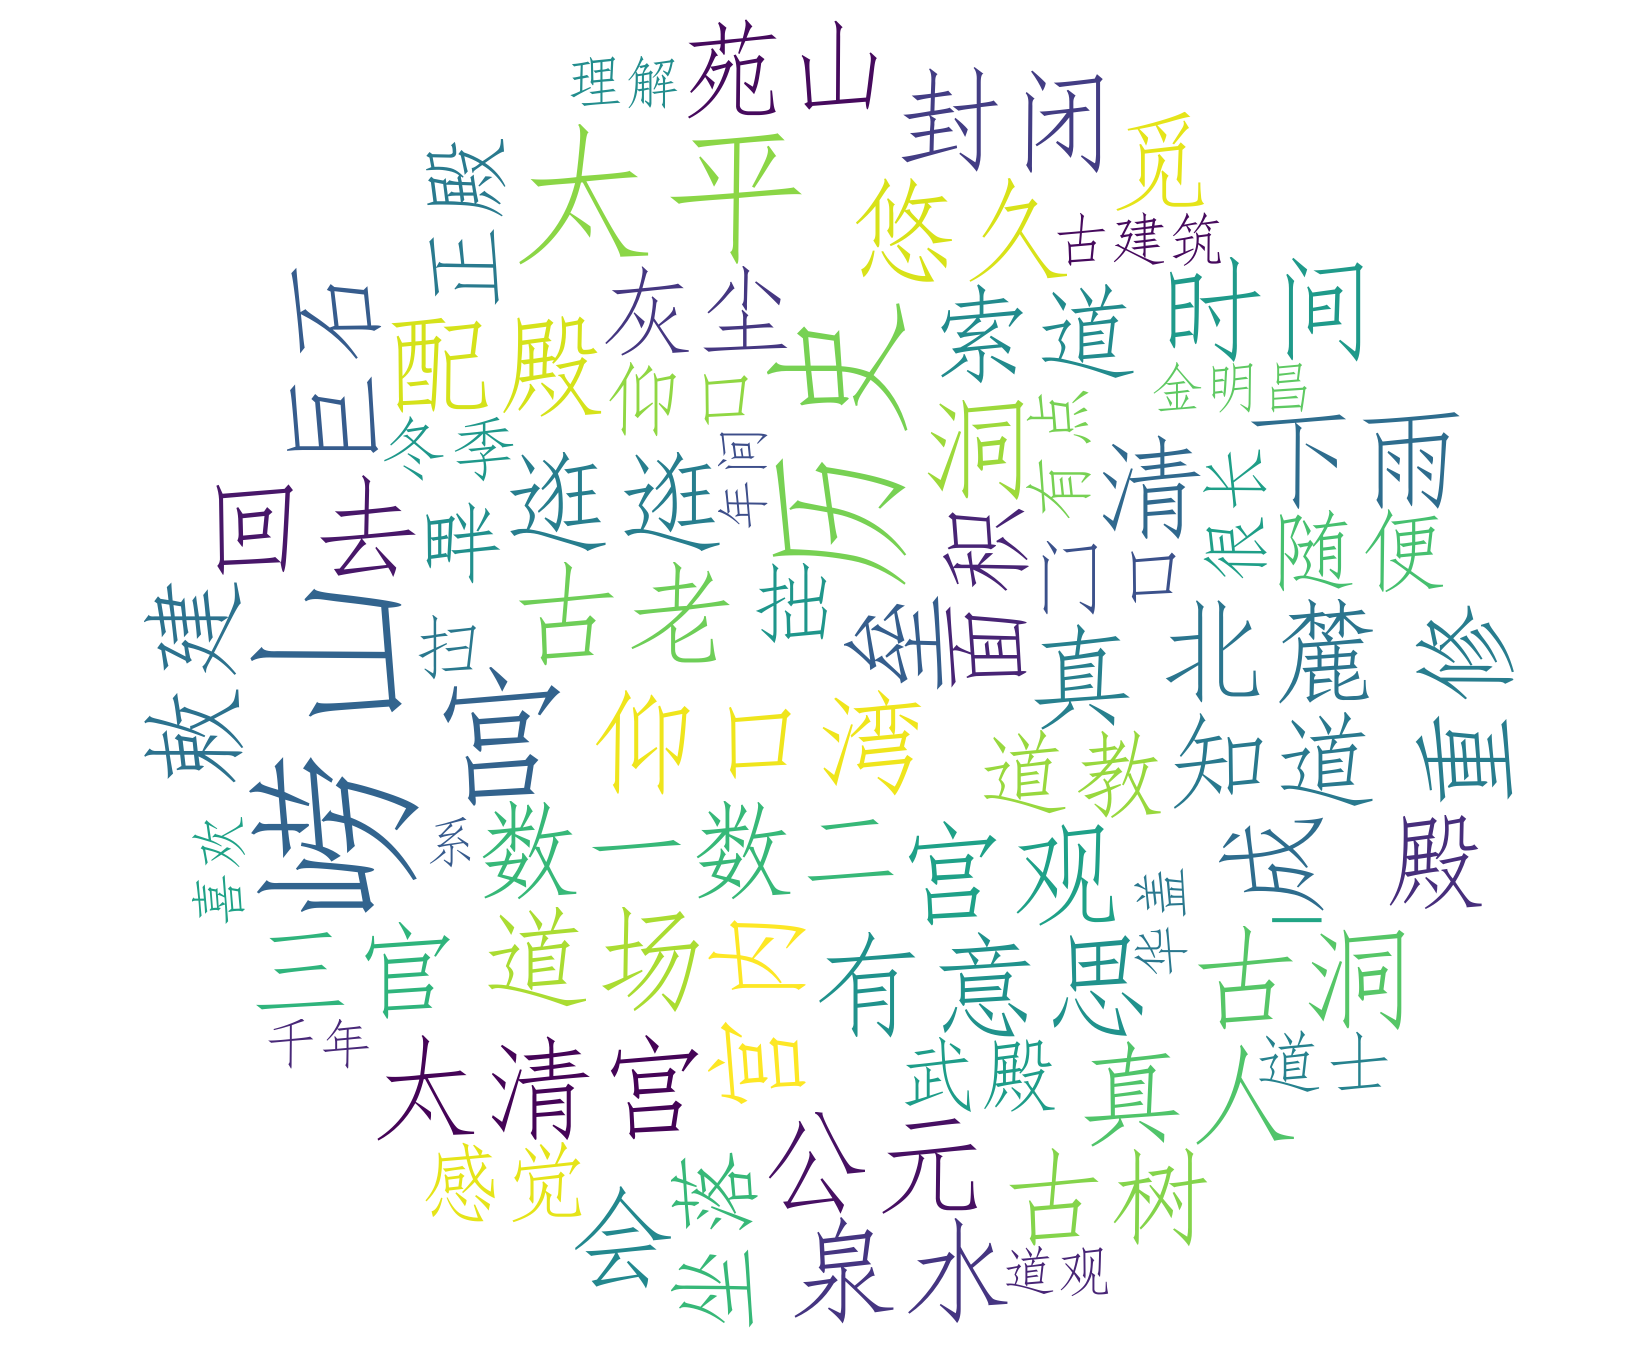 理解
苑山
封闭
觅
正殿
太平
悠久
古建筑
巨石
灰尘
索道
时间
配殿
历史
仰口
洞
有点
金明昌
冬季
逛逛
年间
清
很长
下雨
回去
畔
面积
门口
随便
敕建
崂山
古老
拙
垒
真
北麓
重修
扫
宫
仰口湾
道教
知道
喜欢
系
数一数二
宫观
华盖
一成
殿
三官
道场
宫内
有意思
古洞
千年
太清宫
武殿
真人
道士
感觉
会
坐落
公元
古树
泉水
道观